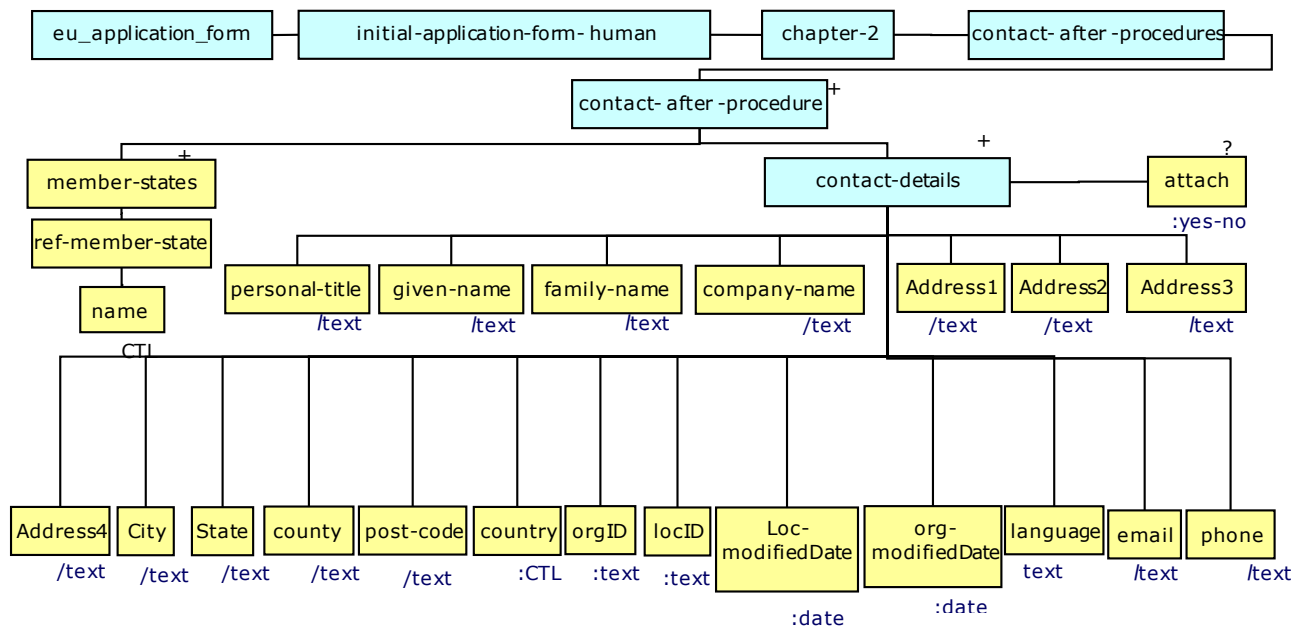 eu_application_form
initial-application-form-human
chapter-2
contact-after-procedures
contact-after-procedure
+
member-states
+
contact-details
+
attach
?
:yes-no
ref-member-state
name
CTL
personal-title
given-name
family-name
company-name
Address1
Address2
Address3
/text
/text
/text
/text
/text
/text
/text
Address4
City
State
county
post-code
country
orgID
locID
Loc-
modifiedDate
org-
modifiedDate
language
email
phone
/text
/text
/text
/text
/text
:CTL
:text
:text
:date
:date
text
/text
/text